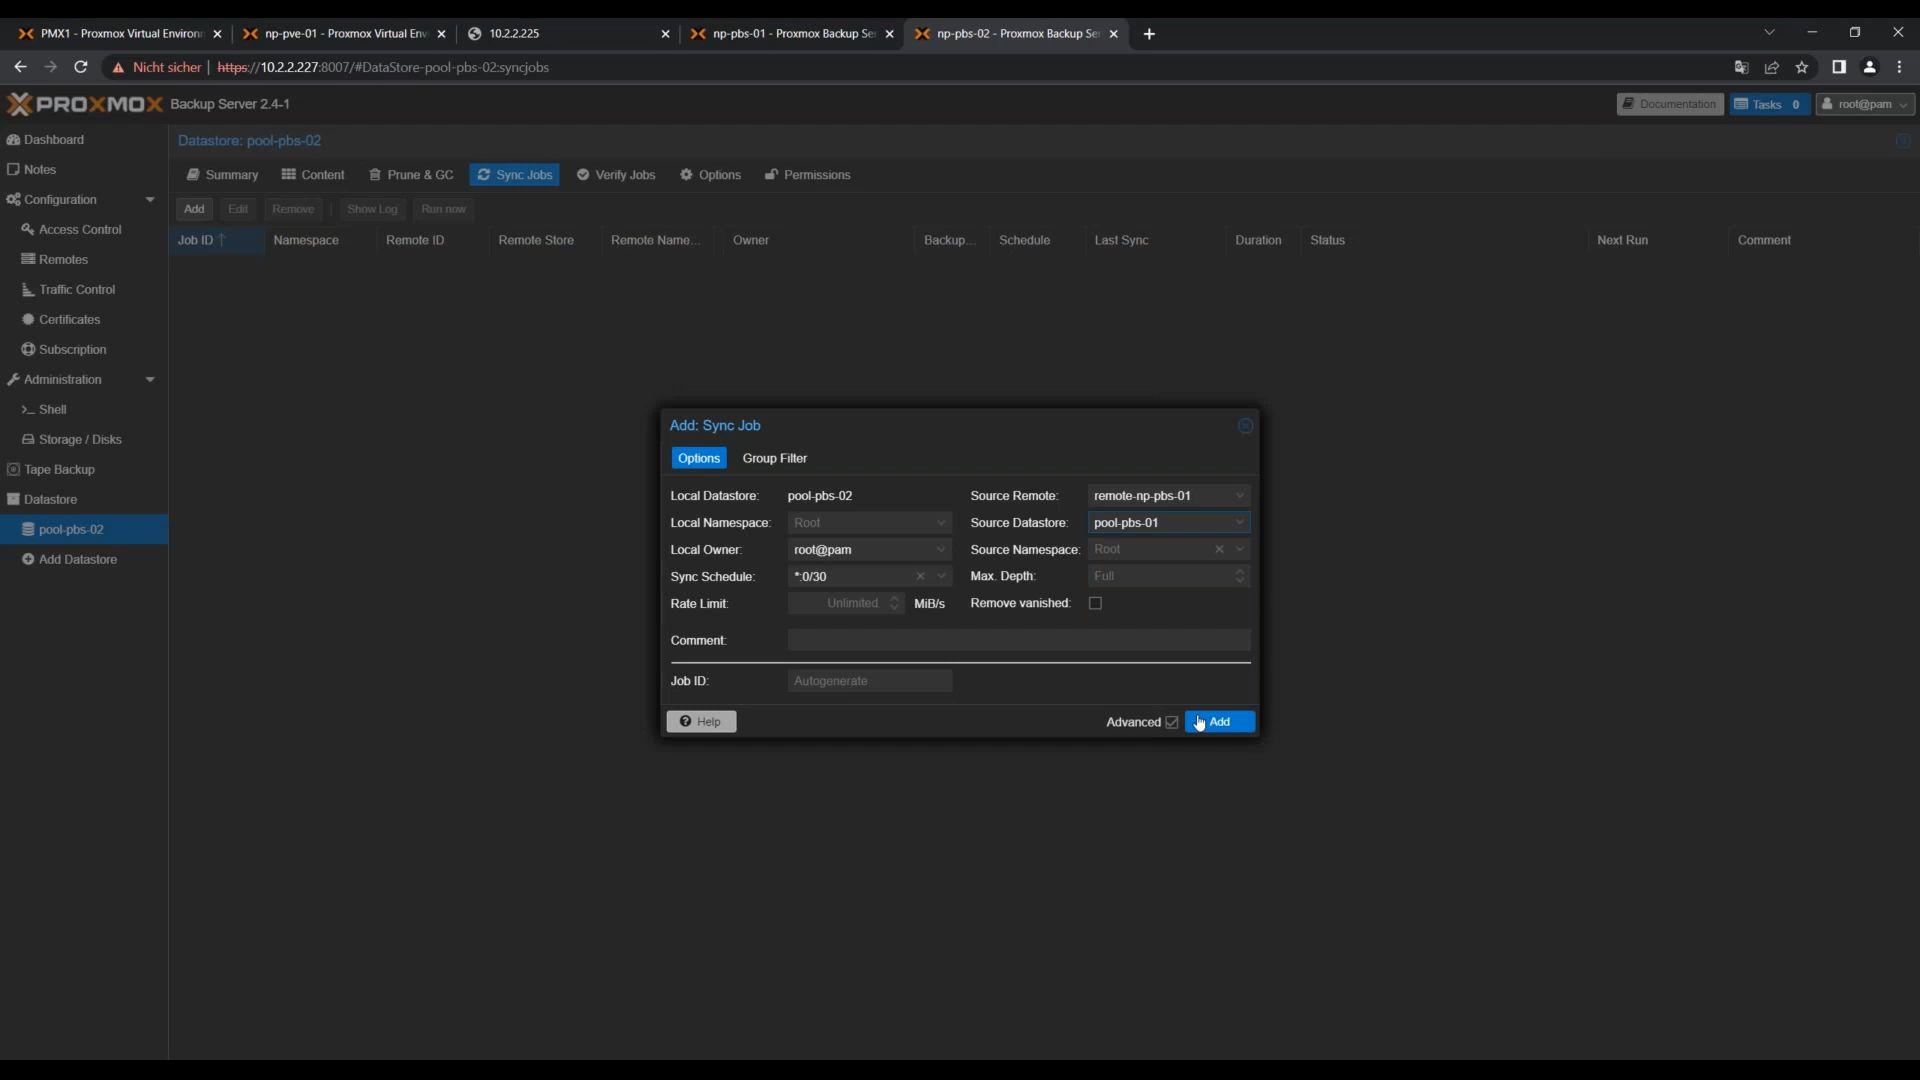 PMX1 - Proxmox Virtual Environ
np-pve-01 - Proxmox Virtual Env
10.2.2.225
np-pbs-01 - Proxmox Backup Se
np-pbs-02 - Proxmox Backup Se
Nicht sicher
https://10.2.2.227:8007/#DataStore-pool-pbs-02:syncjobs
PROXMOX Backup Server 2.4-1
Documentation
Tasks 0
root@pam
Dashboard
Notes
Configuration
Access Control
Remotes
Traffic Control
Certificates
Subscription
Administration
Shell
Storage / Disks
Tape Backup
Datastore
pool-pbs-02
Add Datastore
Datastore: pool-pbs-02
Summary Content Prune & GC Sync Jobs Verify Jobs Options Permissions
Add Edit Remove Show Log Run now
Job ID Namespace Remote ID Remote Store Remote Name... Owner Backup... Schedule Last Sync Duration Status Next Run Comment
Add: Sync Job
Options Group Filter
Local Datastore: pool-pbs-02 Source Remote: remote-np-pbs-01
Local Namespace: Root Source Datastore: pool-pbs-01
Local Owner: root@pam Source Namespace: Root
Sync Schedule: *:0/30 Max. Depth: Full
Rate Limit: Unlimited MiB/s Remove vanished:
Comment:
Job ID: Autogenerate
Help Advanced Add